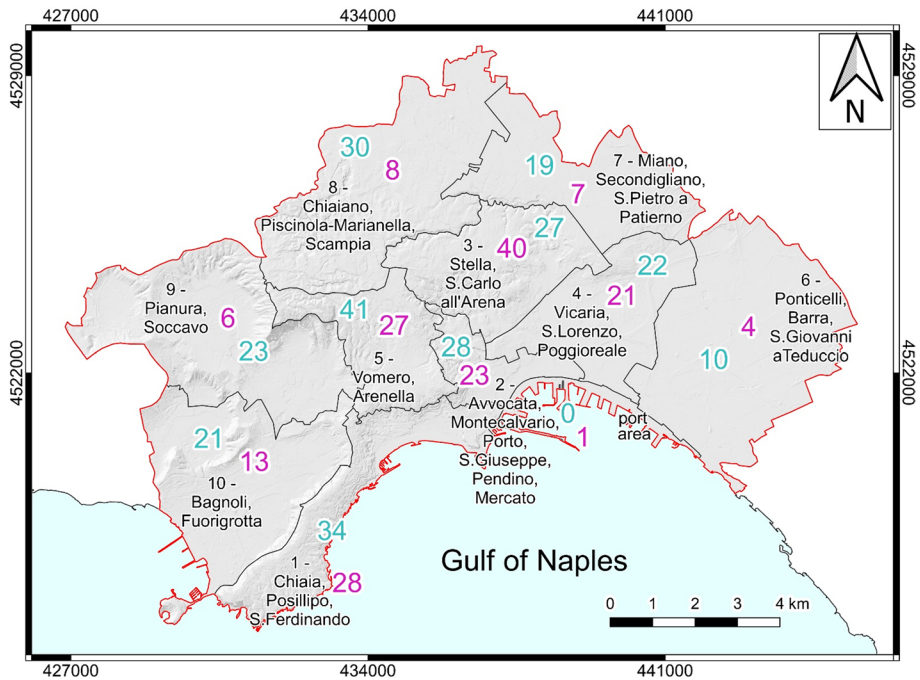 427000
434000
441000
4529000
4529000
N
30
8
19
7 - Miano,
Secondigliano,
S.Pietro a
Patierno
7
8 -
Chiaiano,
Piscinola-Marianella,
Scampia
27
40
3 -
Stella,
S.Carlo
all'Arena
22
21
4 -
Vicaria,
S.Lorenzo,
Poggioreale
6 -
Ponticelli,
Barra,
S.Giovanni
aTeduccio
4
10
9 -
Pianura,
Soccavo
6
23
41
27
5 -
Vomero,
Arenella
28
23
4522000
4522000
2 -
Avvocata,
Montecalvario,
Porto,
S.Giuseppe,
Pendino,
Mercato
0
1
port
area
21
13
10 -
Bagnoli,
Fuorigrotta
34
1 -
Chiaia,
Posillipo,
S.Ferdinando
28
Gulf of Naples
0 1 2 3 4 km
427000
434000
441000